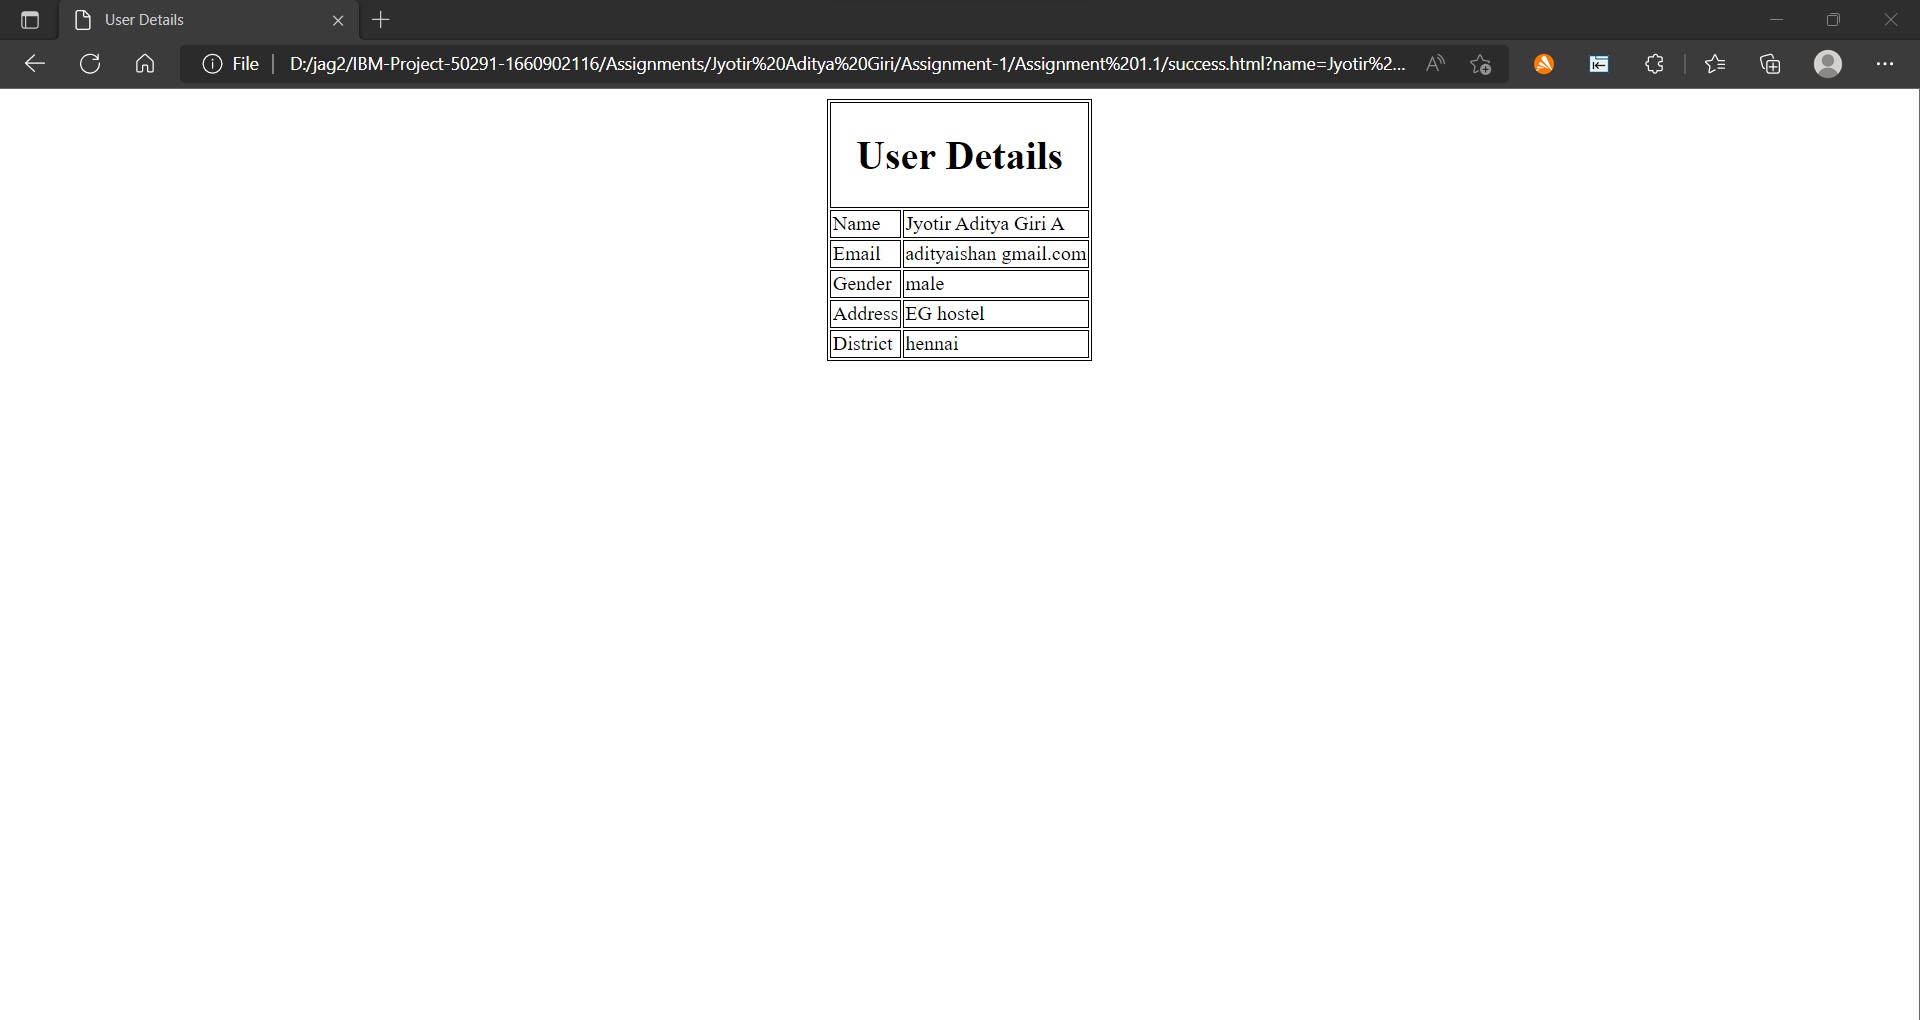 User Details
File D:/jag2/IBM-Project-50291-1660902116/Assignments/Jyotir%20Aditya%20Giri/Assignment-1/Assignment%201.1/success.html?name=Jyotir%2...
User Details
Name Jyotir Aditya Giri A
Email adityaishan gmail.com
Gender male
Address EG hostel
District hennai